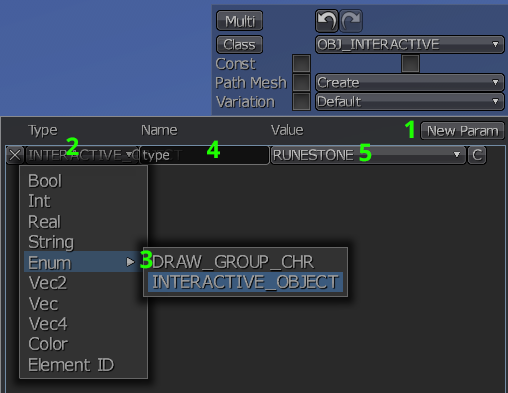 Multi
Class OBJ_INTERACTIVE
Const
Path Mesh Create
Variation Default
Type Name Value 1 New Param
2
INTERACTIVE_O type 4 RUNESTONE 5 C
Bool
Int
Real
String
Enum 3
DRAW_GROUP_CHR
INTERACTIVE_OBJECT
Vec2
Vec
Vec4
Color
Element ID